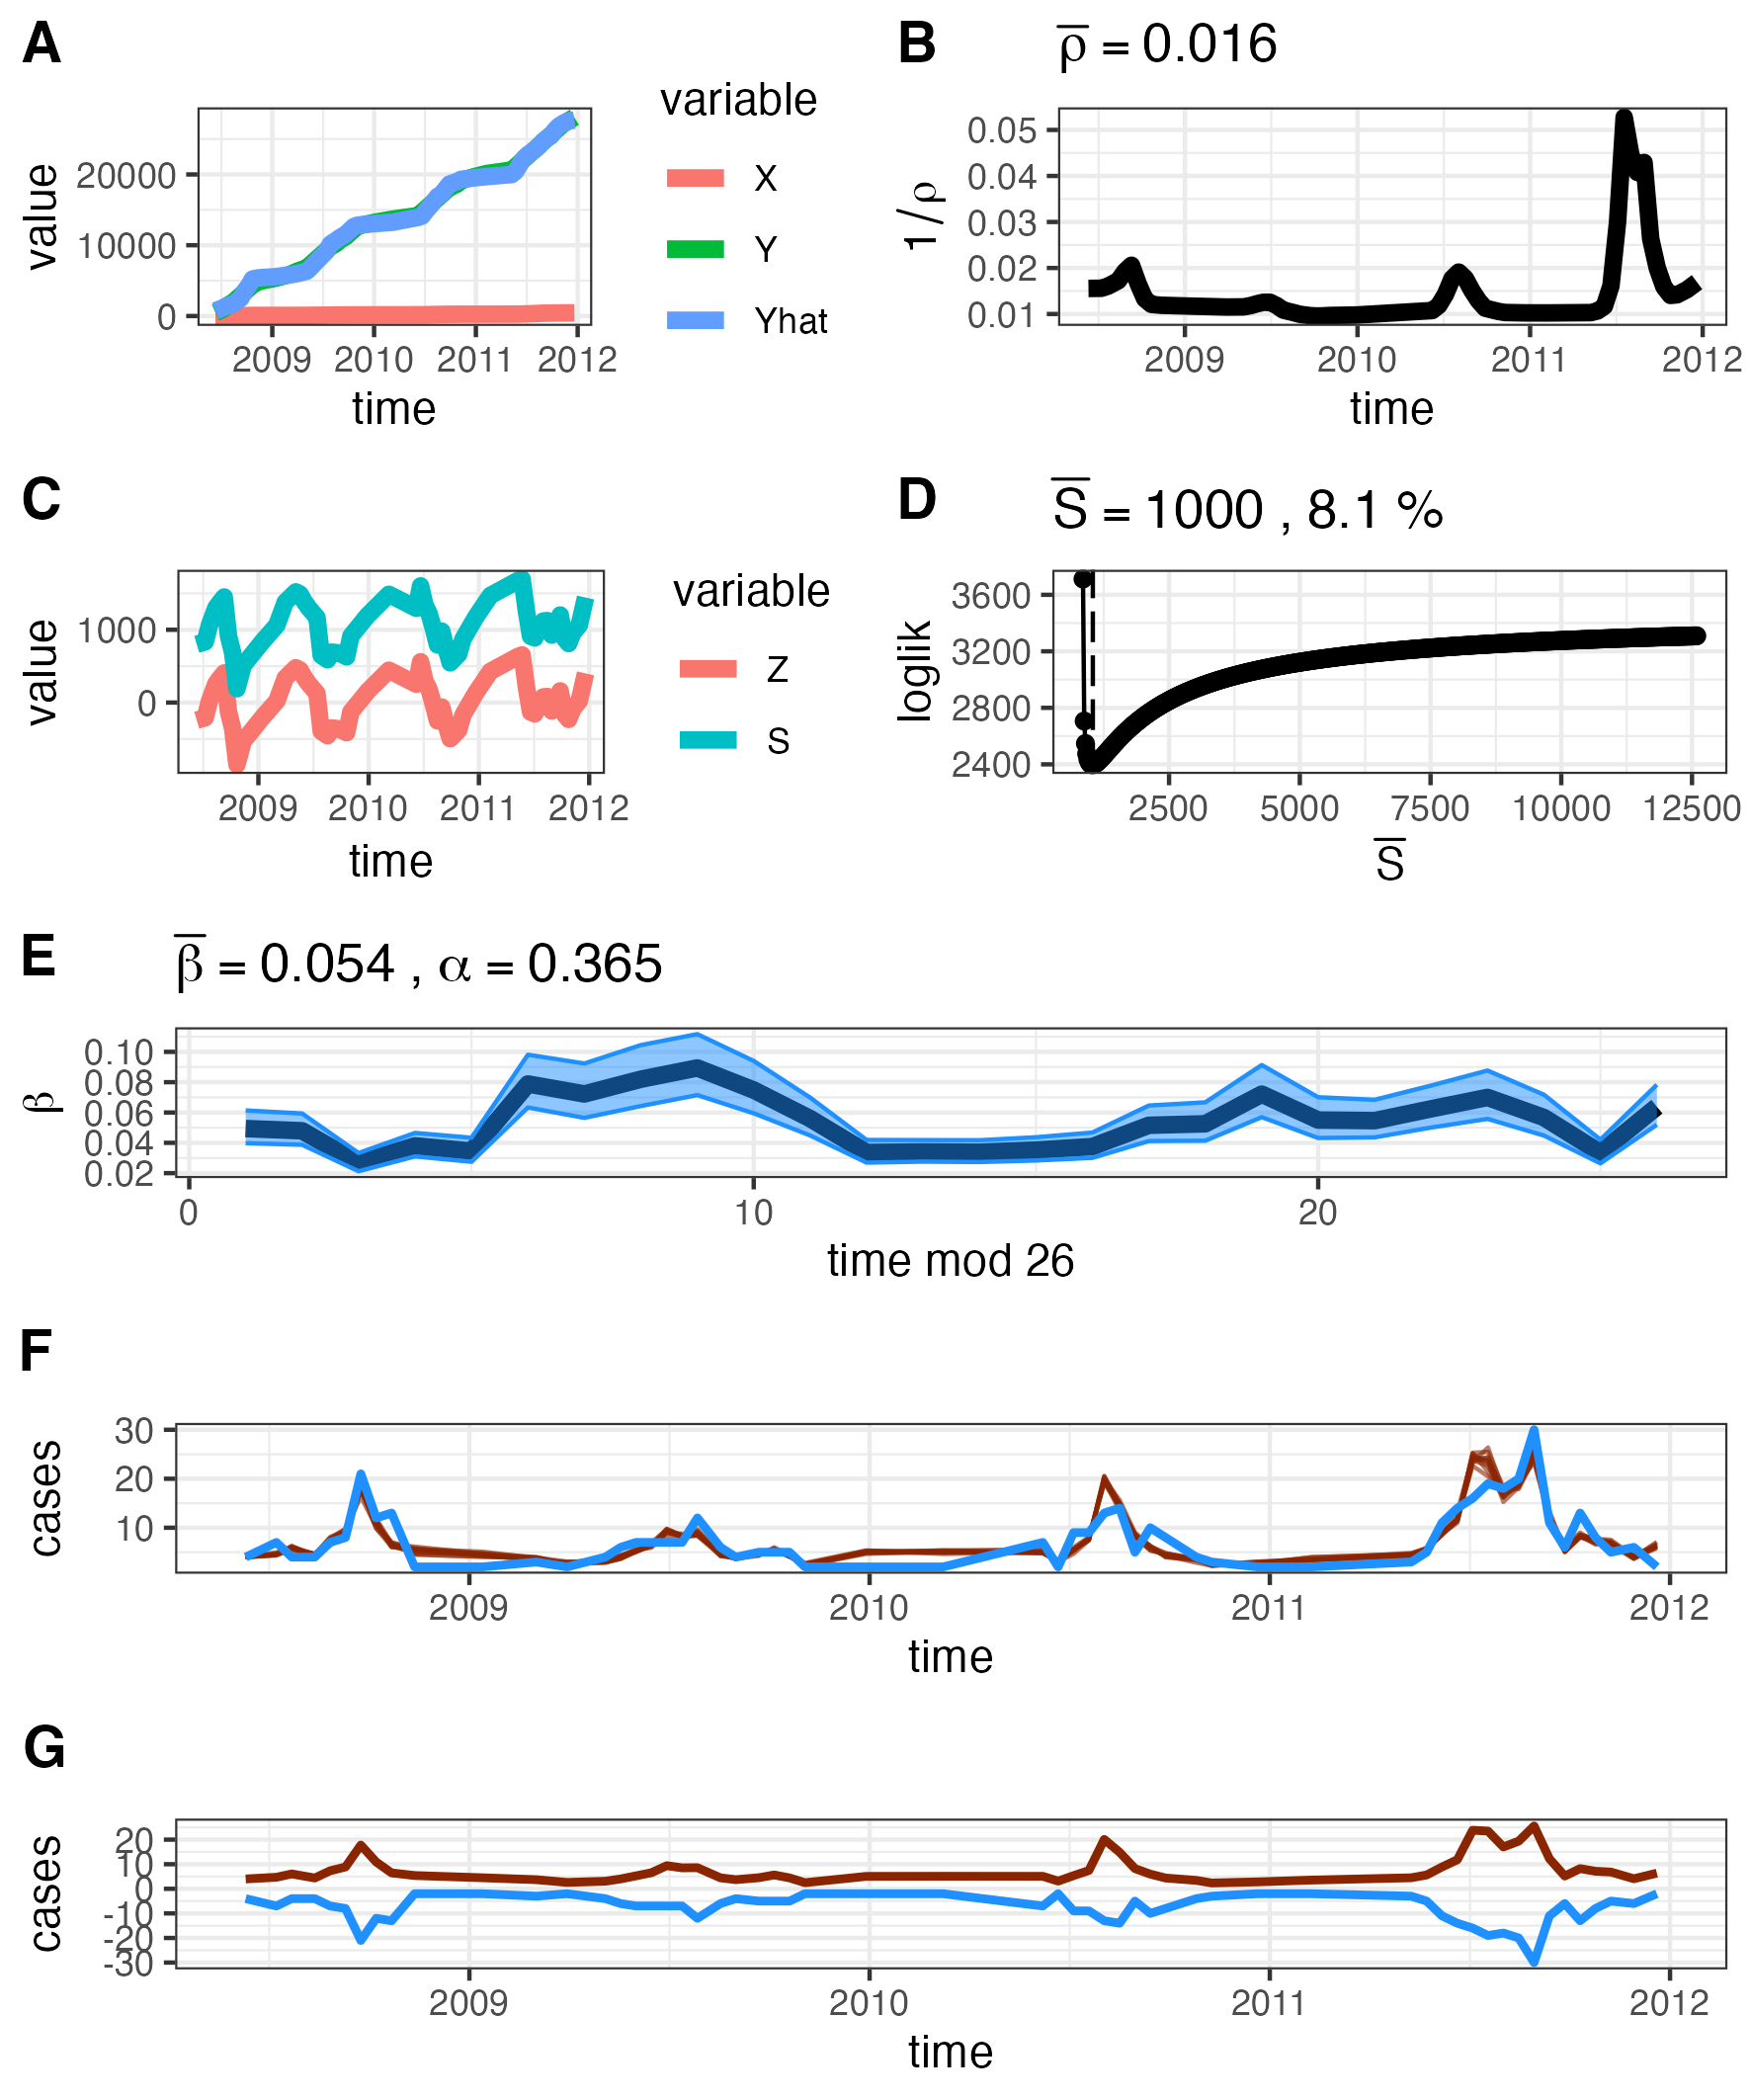 A
value
20000
10000
0
2009 2010 2011 2012
time
variable
X
Y
Yhat
B
ρ̅ = 0.016
1/ρ
0.05
0.04
0.03
0.02
0.01
2009 2010 2011 2012
time
C
value
1000
0
2009 2010 2011 2012
time
variable
Z
S
D
S̅ = 1000 , 8.1 %
loglik
3600
3200
2800
2400
2500 5000 7500 10000 12500
S̅
E
β̅ = 0.054 , α = 0.365
β
0.10
0.08
0.06
0.04
0.02
0 10 20
time mod 26
F
cases
30
20
10
2009 2010 2011 2012
time
G
cases
20
10
0
-10
-20
-30
2009 2010 2011 2012
time